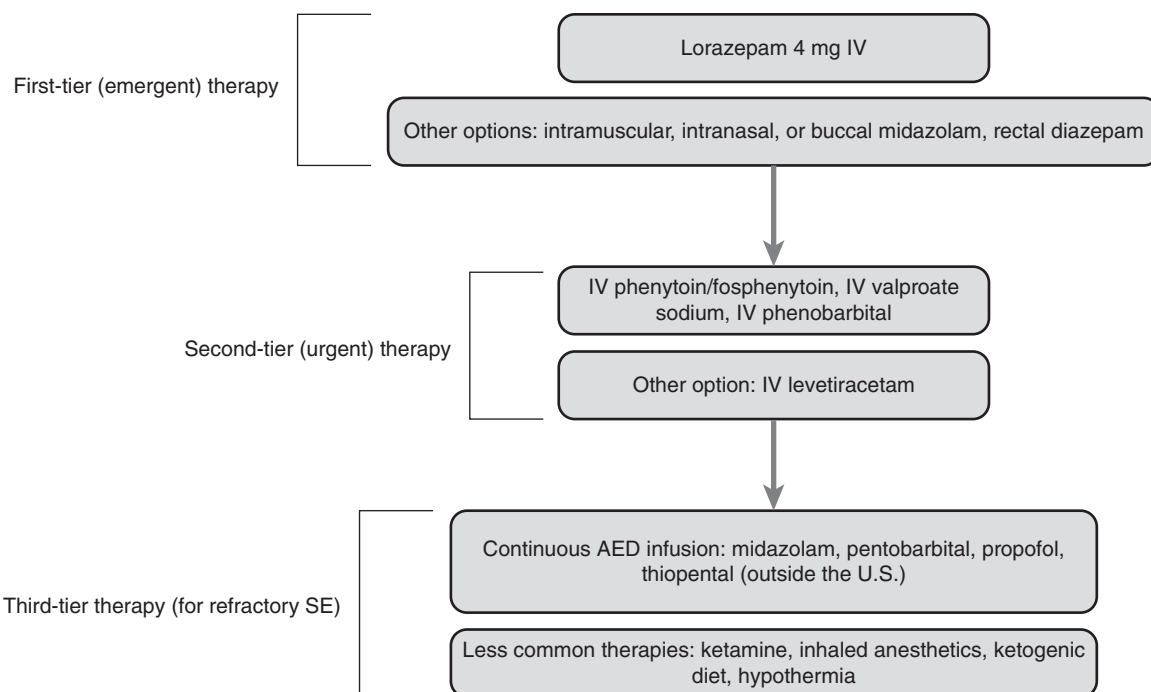 First-tier (emergent) therapy
Lorazepam 4 mg IV
Other options: intramuscular, intranasal, or buccal midazolam, rectal diazepam
Second-tier (urgent) therapy
IV phenytoin/fosphenytoin, IV valproate
sodium, IV phenobarbital
Other option: IV levetiracetam
Third-tier therapy (for refractory SE)
Continuous AED infusion: midazolam, pentobarbital, propofol,
thiopental (outside the U.S.)
Less common therapies: ketamine, inhaled anesthetics, ketogenic
diet, hypothermia